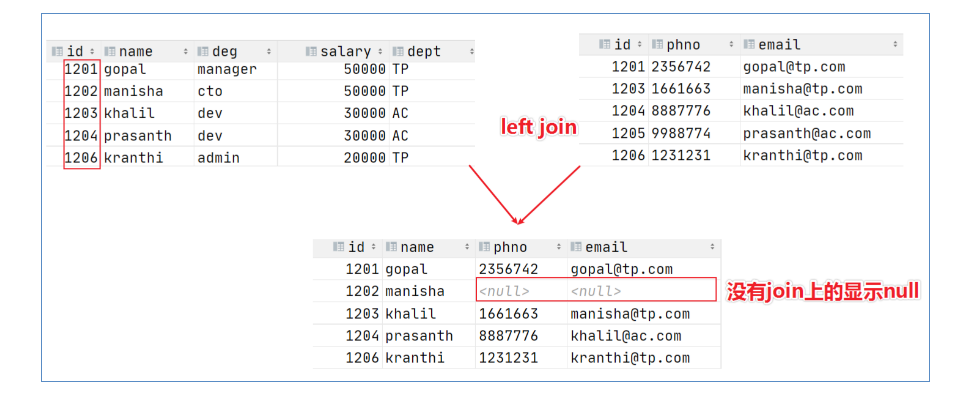 id name deg salary dept
1201 gopal manager 50000 TP
1202 manisha cto 50000 TP
1203 khalil dev 30000 AC
1204 prasanth dev 30000 AC
1206 kranthi admin 20000 TP
left join
id phno email
1201 2356742 gopal@tp.com
1203 1661663 manisha@tp.com
1204 8887776 khalil@ac.com
1205 9988774 prasanth@ac.com
1206 1231231 kranthi@tp.com
id name phno email
1201 gopal 2356742 gopal@tp.com
1202 manisha <null> <null>
1203 khalil 1661663 manisha@tp.com
1204 prasanth 8887776 khalil@ac.com
1206 kranthi 1231231 kranthi@tp.com
没有join上的显示null